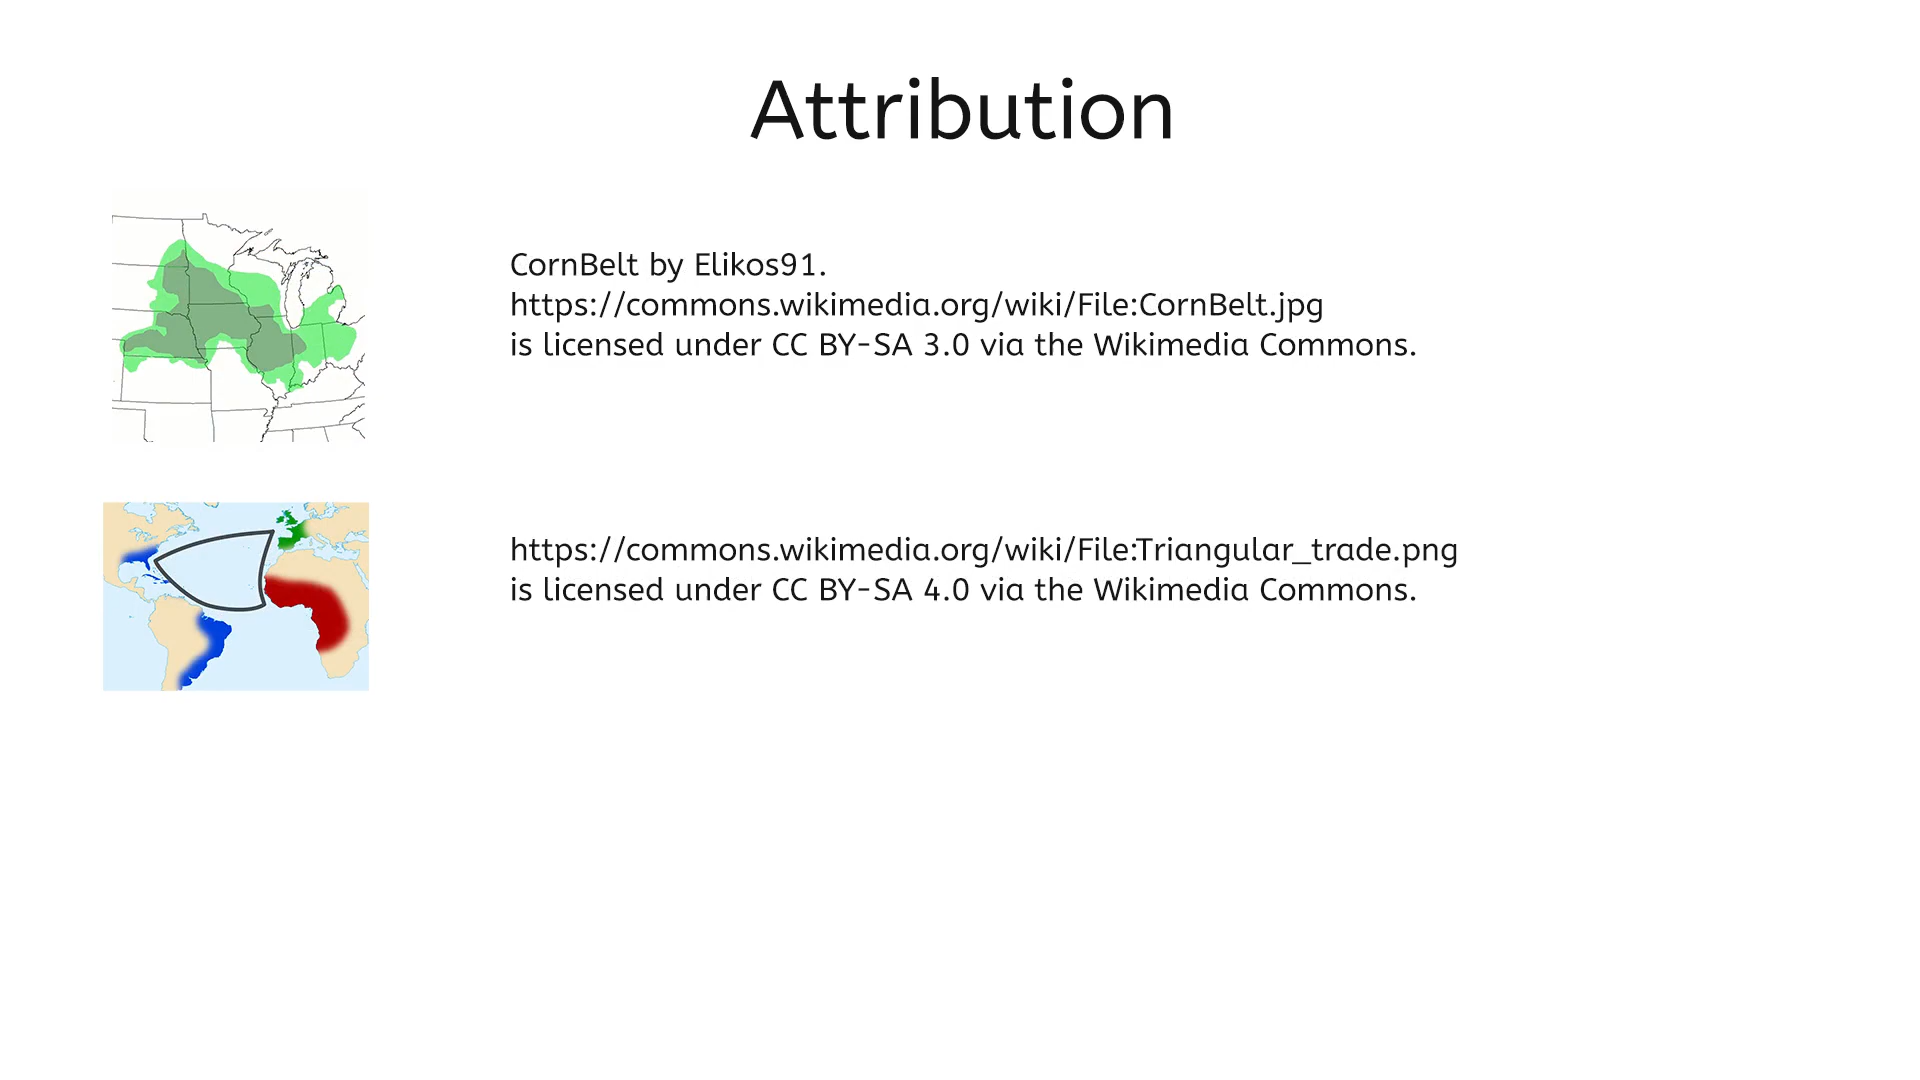 Attribution
CornBelt by Elikos91.
https://commons.wikimedia.org/wiki/File:CornBelt.jpg
is licensed under CC BY-SA 3.0 via the Wikimedia Commons.
https://commons.wikimedia.org/wiki/File:Triangular_trade.png
is licensed under CC BY-SA 4.0 via the Wikimedia Commons.